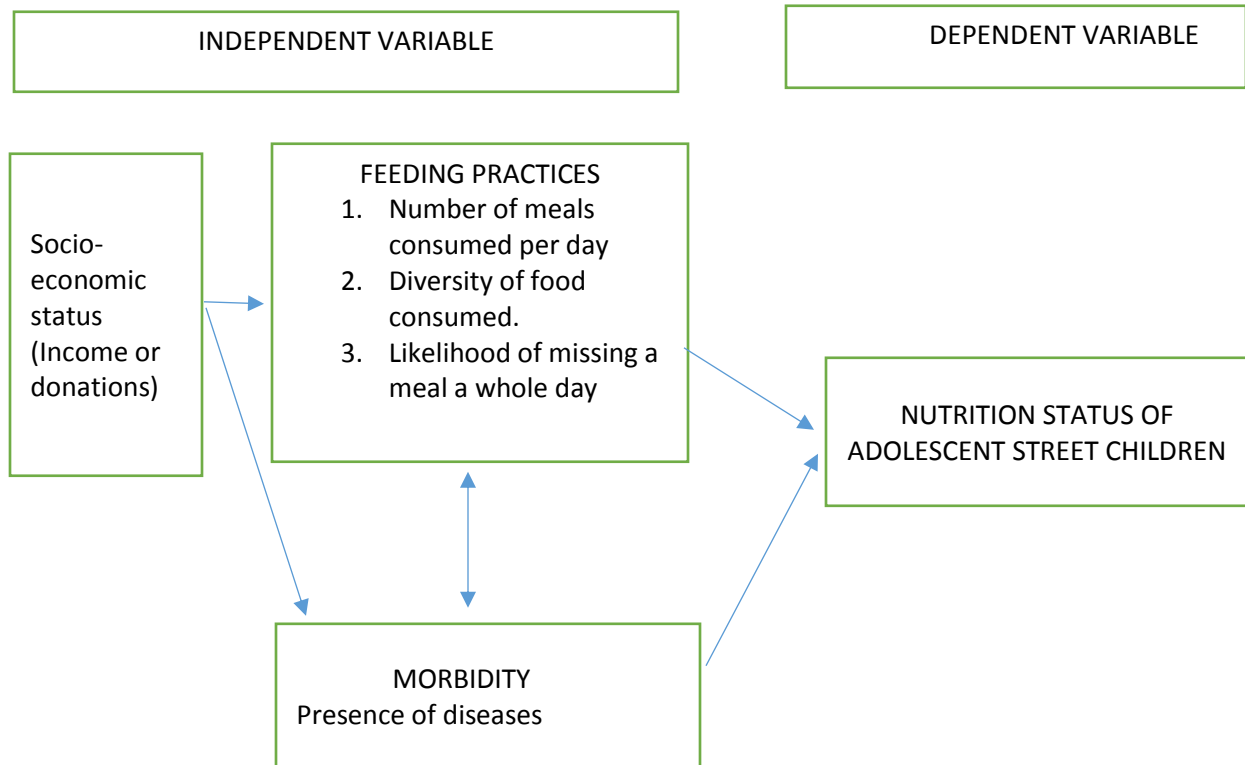 INDEPENDENT VARIABLE
DEPENDENT VARIABLE
Socio-
economic
status
(Income or
donations)
FEEDING PRACTICES
1. Number of meals
consumed per day
2. Diversity of food
consumed.
3. Likelihood of missing a
meal a whole day
NUTRITION STATUS OF
ADOLESCENT STREET CHILDREN
MORBIDITY
Presence of diseases